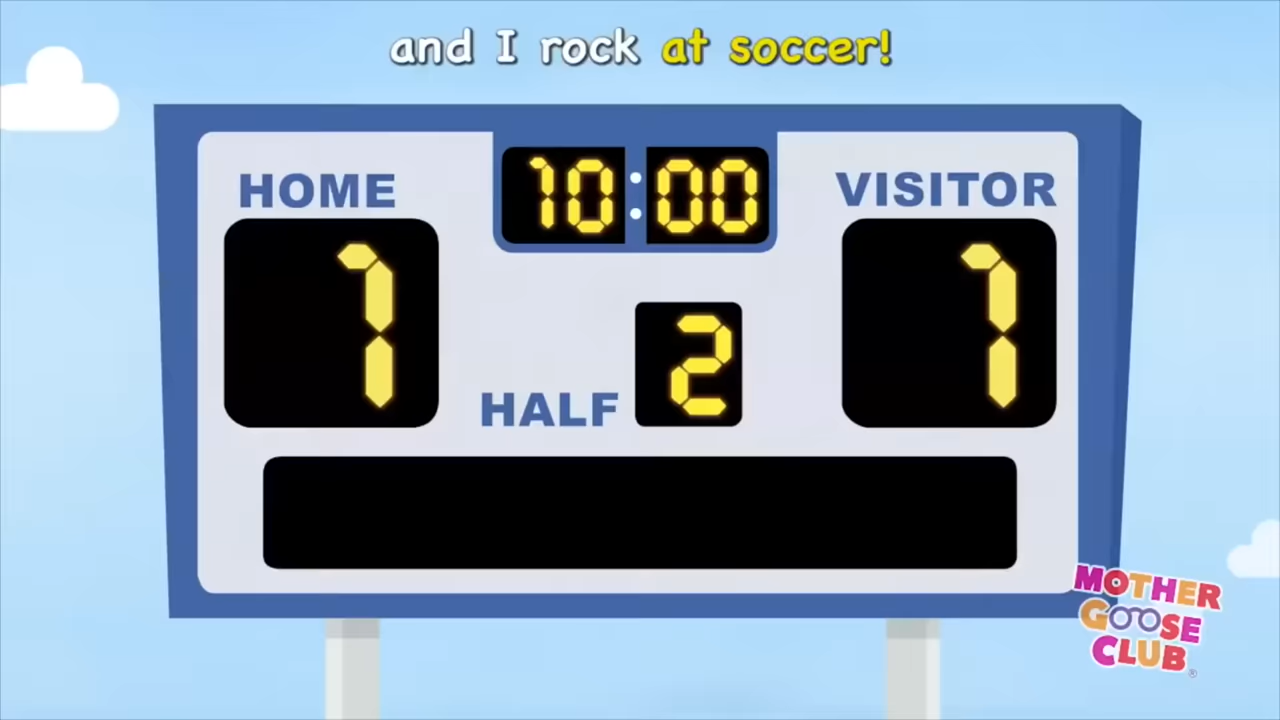 and I rock at soccer!
10:00
HOME
VISITOR
1
1
HALF 2
MOTHER
GOOSE
CLUB
®